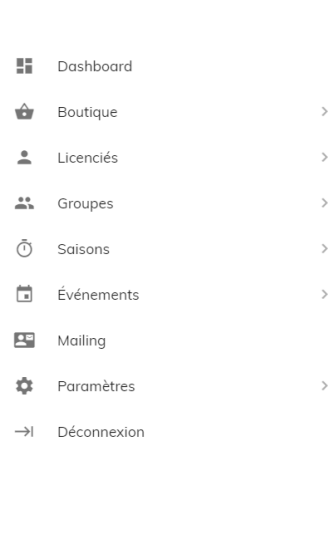 Dashboard
Boutique
Licenciés
Groupes
Saisons
Événements
Mailing
Paramètres
Déconnexion